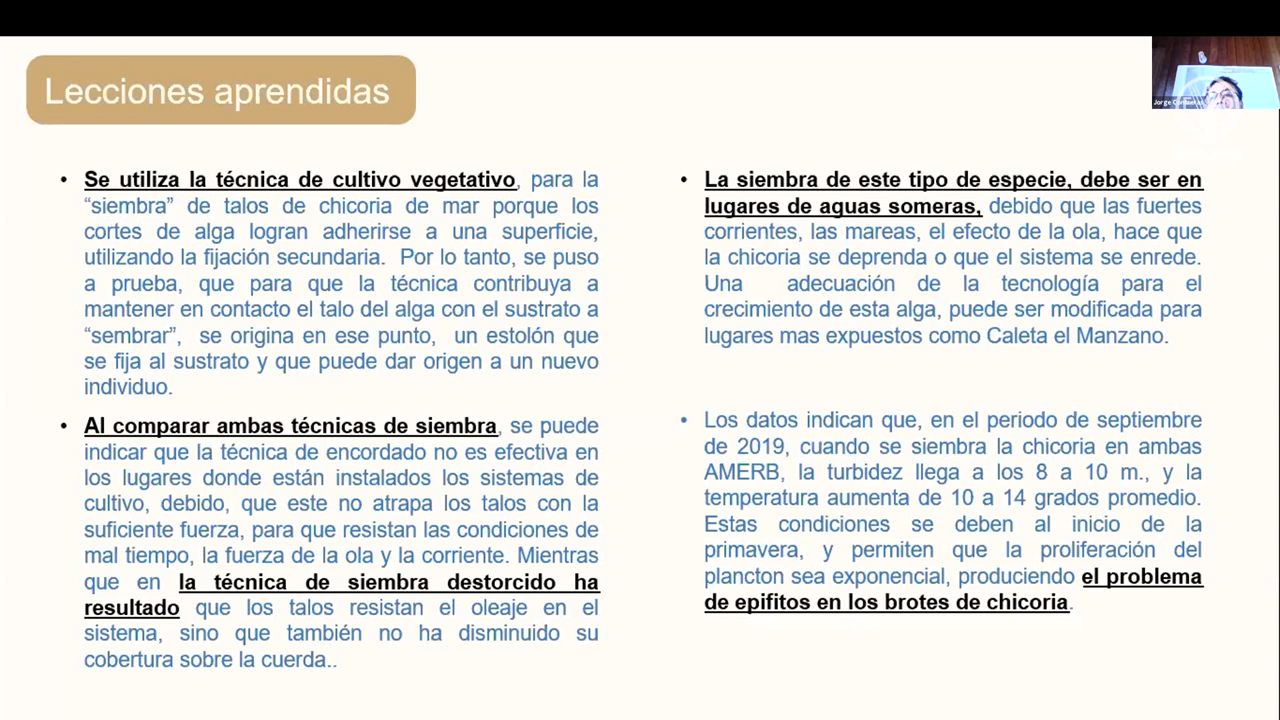 Lecciones aprendidas
• Se utiliza la técnica de cultivo vegetativo, para la
“siembra” de talos de chicoria de mar porque los
cortes de alga logran adherirse a una superficie,
utilizando la fijación secundaria. Por lo tanto, se puso
a prueba, que para que la técnica contribuya a
mantener en contacto el talo del alga con el sustrato a
“sembrar”, se origina en ese punto, un estolón que
se fija al sustrato y que puede dar origen a un nuevo
individuo.
• Al comparar ambas técnicas de siembra, se puede
indicar que la técnica de encordado no es efectiva en
los lugares donde están instalados los sistemas de
cultivo, debido, que este no atrapa los talos con la
suficiente fuerza, para que resistan las condiciones de
mal tiempo, la fuerza de la ola y la corriente. Mientras
que en la técnica de siembra destorcido ha
resultado que los talos resistan el oleaje en el
sistema, sino que también no ha disminuido su
cobertura sobre la cuerda..
• La siembra de este tipo de especie, debe ser en
lugares de aguas someras, debido que las fuertes
corrientes, las mareas, el efecto de la ola, hace que
la chicoria se deprenda o que el sistema se enrede.
Una adecuación de la tecnología para el
crecimiento de esta alga, puede ser modificada para
lugares mas expuestos como Caleta el Manzano.
• Los datos indican que, en el periodo de septiembre
de 2019, cuando se siembra la chicoria en ambas
AMERB, la turbidez llega a los 8 a 10 m., y la
temperatura aumenta de 10 a 14 grados promedio.
Estas condiciones se deben al inicio de la
primavera, y permiten que la proliferación del
plancton sea exponencial, produciendo el problema
de epifitos en los brotes de chicoria.
Jorge